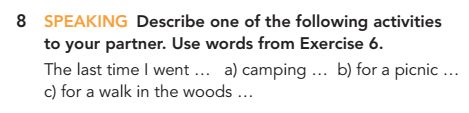 8 SPEAKING Describe one of the following activities
to your partner. Use words from Exercise 6.
The last time I went … a) camping … b) for a picnic …
c) for a walk in the woods …